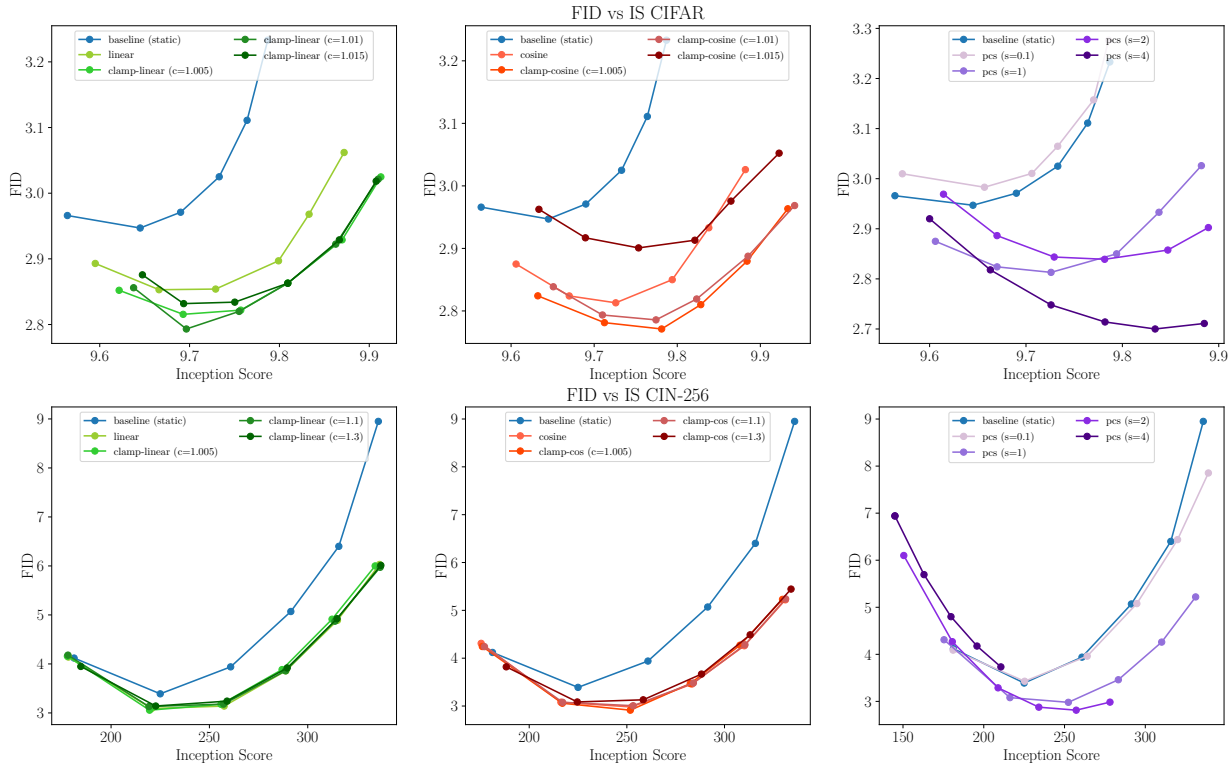 FID vs IS CIFAR
baseline (static)
linear
clamp-linear (c=1.005)
clamp-linear (c=1.01)
clamp-linear (c=1.015)
FID
3.2
3.1
3.0
2.9
2.8
9.6 9.7 9.8 9.9
Inception Score
baseline (static)
cosine
clamp-cosine (c=1.005)
clamp-cosine (c=1.01)
clamp-cosine (c=1.015)
FID
3.2
3.1
3.0
2.9
2.8
9.6 9.7 9.8 9.9
Inception Score
baseline (static)
pcs (s=0.1)
pcs (s=1)
pcs (s=2)
pcs (s=4)
FID
3.3
3.2
3.1
3.0
2.9
2.8
2.7
9.6 9.7 9.8 9.9
Inception Score
FID vs IS CIN-256
baseline (static)
linear
clamp-linear (c=1.005)
clamp-linear (c=1.1)
clamp-linear (c=1.3)
FID
9
8
7
6
5
4
3
200 300
Inception Score
baseline (static)
cosine
clamp-cos (c=1.005)
clamp-cos (c=1.1)
clamp-cos (c=1.3)
FID
9
8
7
6
5
4
3
200 300
Inception Score
baseline (static)
pcs (s=0.1)
pcs (s=1)
pcs (s=2)
pcs (s=4)
FID
9
8
7
6
5
4
3
150 200 250 300
Inception Score